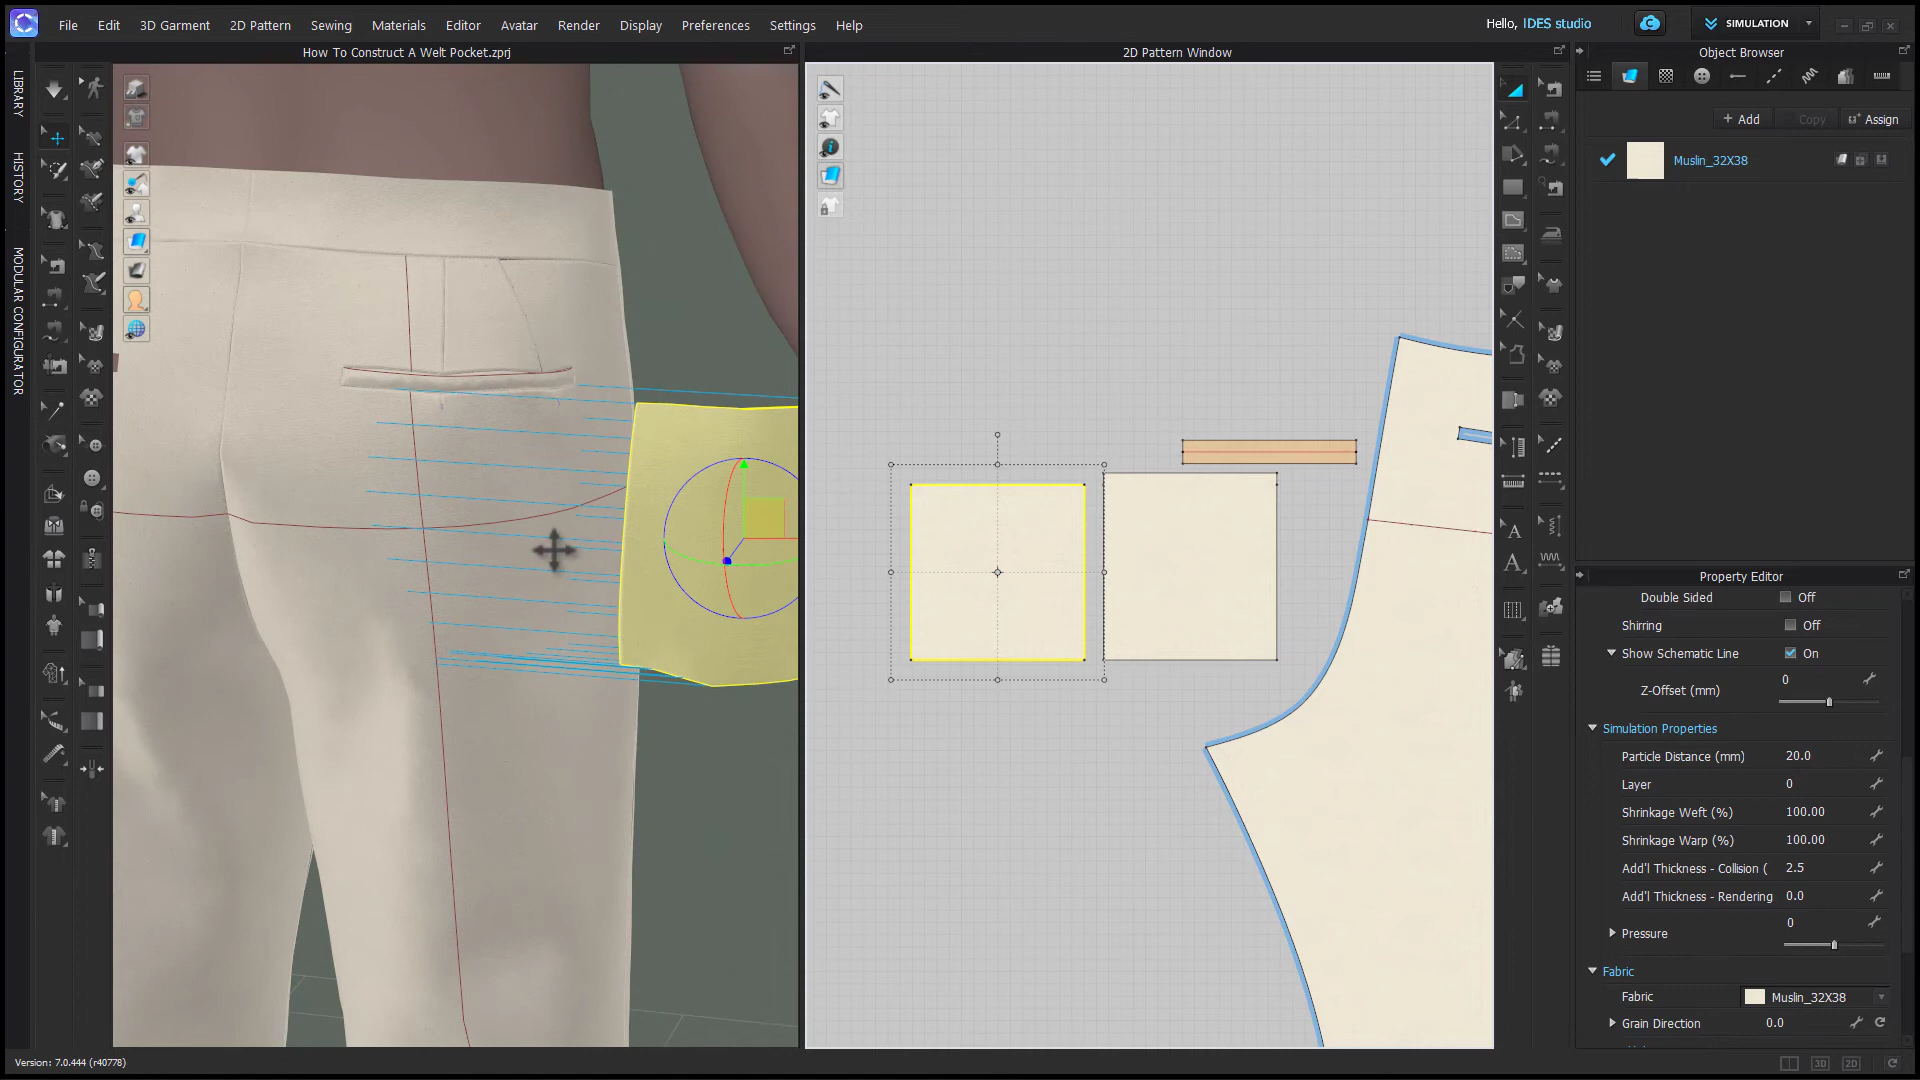 File Edit 3D Garment 2D Pattern Sewing Materials Editor Avatar Render Display Preferences Settings Help
Hello, IDES studio
SIMULATION
How To Construct A Welt Pocket.zprj
2D Pattern Window
Object Browser
LIBRARY
HISTORY
MODULAR CONFIGURATOR
+ Add
Copy
Assign
Muslin_32X38
Property Editor
Double Sided Off
Shirring Off
Show Schematic Line On
Z-Offset (mm) 0
Simulation Properties
Particle Distance (mm) 20.0
Layer 0
Shrinkage Weft (%) 100.00
Shrinkage Warp (%) 100.00
Add'l Thickness - Collision ( 2.5
Add'l Thickness - Rendering 0.0
Pressure 0
Fabric
Fabric Muslin_32X38
Grain Direction 0.0
Version: 7.0.444 (r40778)
3D
2D